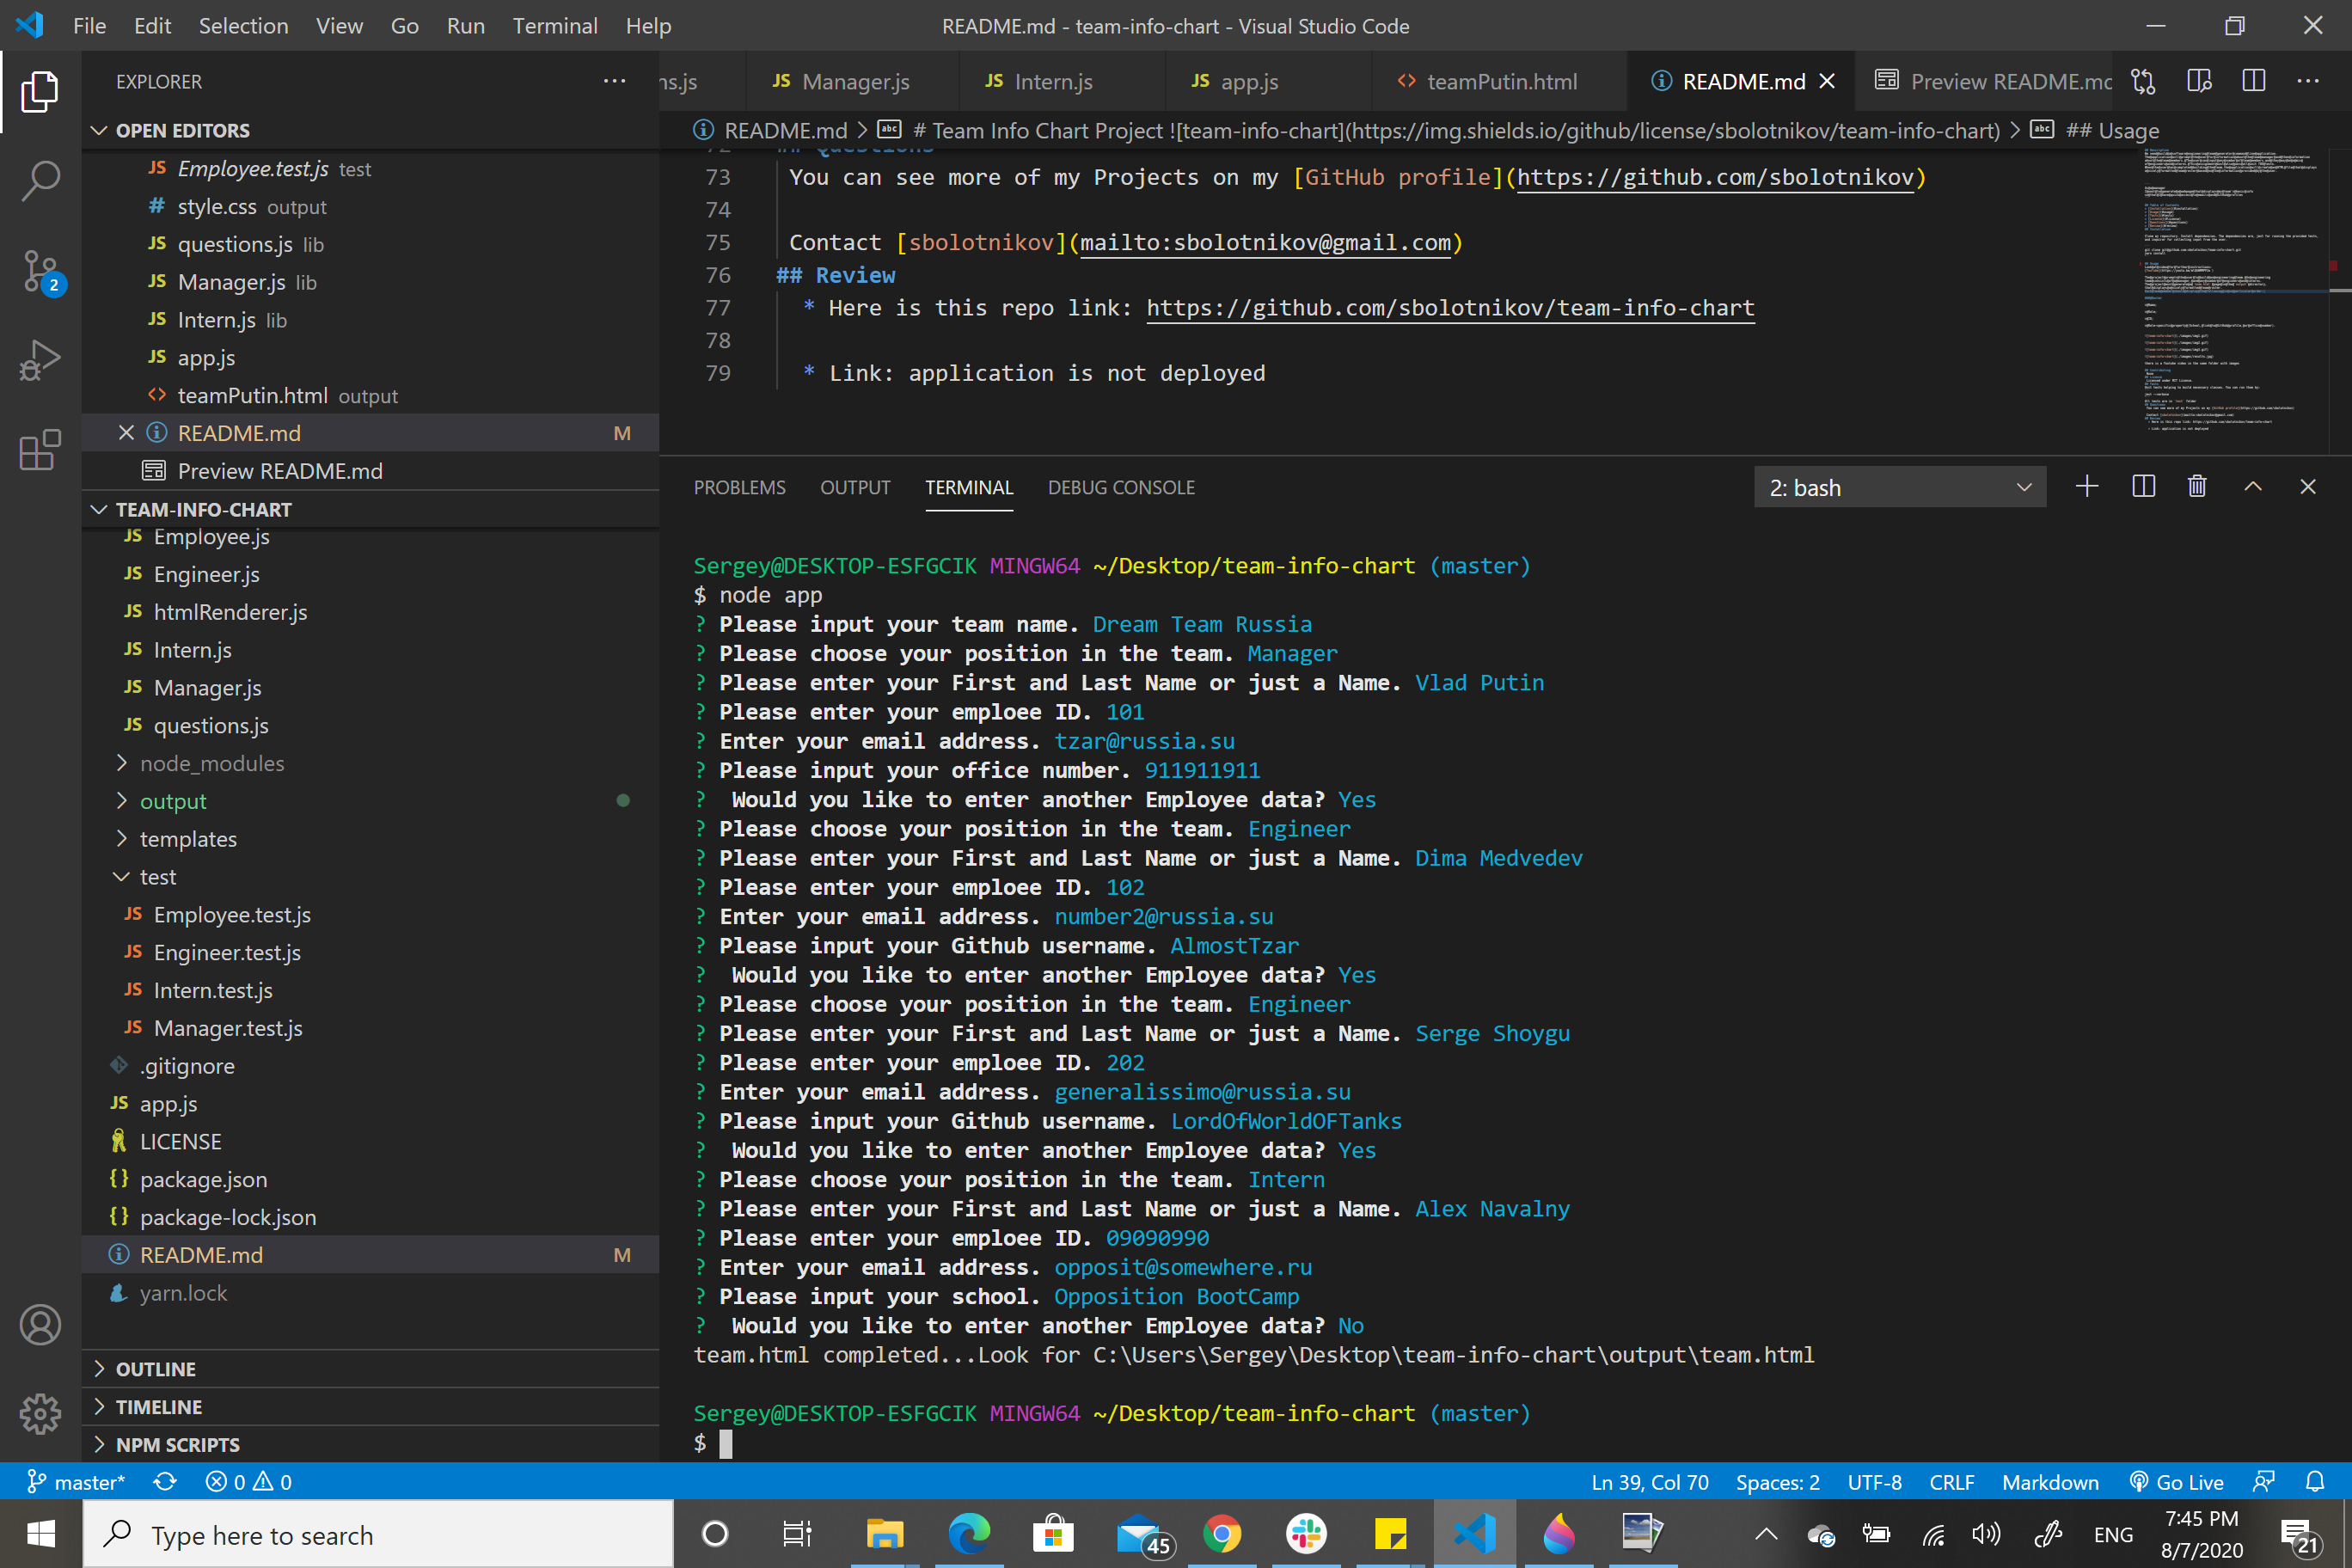 File Edit Selection View Go Run Terminal Help
README.md - team-info-chart - Visual Studio Code
EXPLORER
ns.js Manager.js Intern.js app.js teamPutin.html README.md Preview README.md
OPEN EDITORS
README.md > # Team Info Chart Project ![team-info-chart](https://img.shields.io/github/license/sbolotnikov/team-info-chart) > ## Usage
Employee.test.js test
style.css output
questions.js lib
Manager.js lib
Intern.js lib
app.js
teamPutin.html output
README.md M
Preview README.md
72 ## Questions
73 You can see more of my Projects on my [GitHub profile](https://github.com/sbolotnikov)
74
75 Contact [sbolotnikov](mailto:sbolotnikov@gmail.com)
76 ## Review
77 * Here is this repo link: https://github.com/sbolotnikov/team-info-chart
78
79 * Link: application is not deployed
TEAM-INFO-CHART
Employee.js
Engineer.js
htmlRenderer.js
Intern.js
Manager.js
questions.js
node_modules
output
templates
test
Employee.test.js
Engineer.test.js
Intern.test.js
Manager.test.js
.gitignore
app.js
LICENSE
package.json
package-lock.json
README.md M
yarn.lock
OUTLINE
TIMELINE
NPM SCRIPTS
PROBLEMS OUTPUT TERMINAL DEBUG CONSOLE
2: bash
Sergey@DESKTOP-ESFGCIK MINGW64 ~/Desktop/team-info-chart (master)
$ node app
? Please input your team name. Dream Team Russia
? Please choose your position in the team. Manager
? Please enter your First and Last Name or just a Name. Vlad Putin
? Please enter your emploee ID. 101
? Enter your email address. tzar@russia.su
? Please input your office number. 911911911
? Would you like to enter another Employee data? Yes
? Please choose your position in the team. Engineer
? Please enter your First and Last Name or just a Name. Dima Medvedev
? Please enter your emploee ID. 102
? Enter your email address. number2@russia.su
? Please input your Github username. AlmostTzar
? Would you like to enter another Employee data? Yes
? Please choose your position in the team. Engineer
? Please enter your First and Last Name or just a Name. Serge Shoygu
? Please enter your emploee ID. 202
? Enter your email address. generalissimo@russia.su
? Please input your Github username. LordOfWorldOFTanks
? Would you like to enter another Employee data? Yes
? Please choose your position in the team. Intern
? Please enter your First and Last Name or just a Name. Alex Navalny
? Please enter your emploee ID. 09090990
? Enter your email address. opposit@somewhere.ru
? Please input your school. Opposition BootCamp
? Would you like to enter another Employee data? No
team.html completed...Look for C:\Users\Sergey\Desktop\team-info-chart\output\team.html
Sergey@DESKTOP-ESFGCIK MINGW64 ~/Desktop/team-info-chart (master)
$
2
master* 0 0
Ln 39, Col 70 Spaces: 2 UTF-8 CRLF Markdown Go Live
Type here to search
45
ENG
7:45 PM
8/7/2020
21